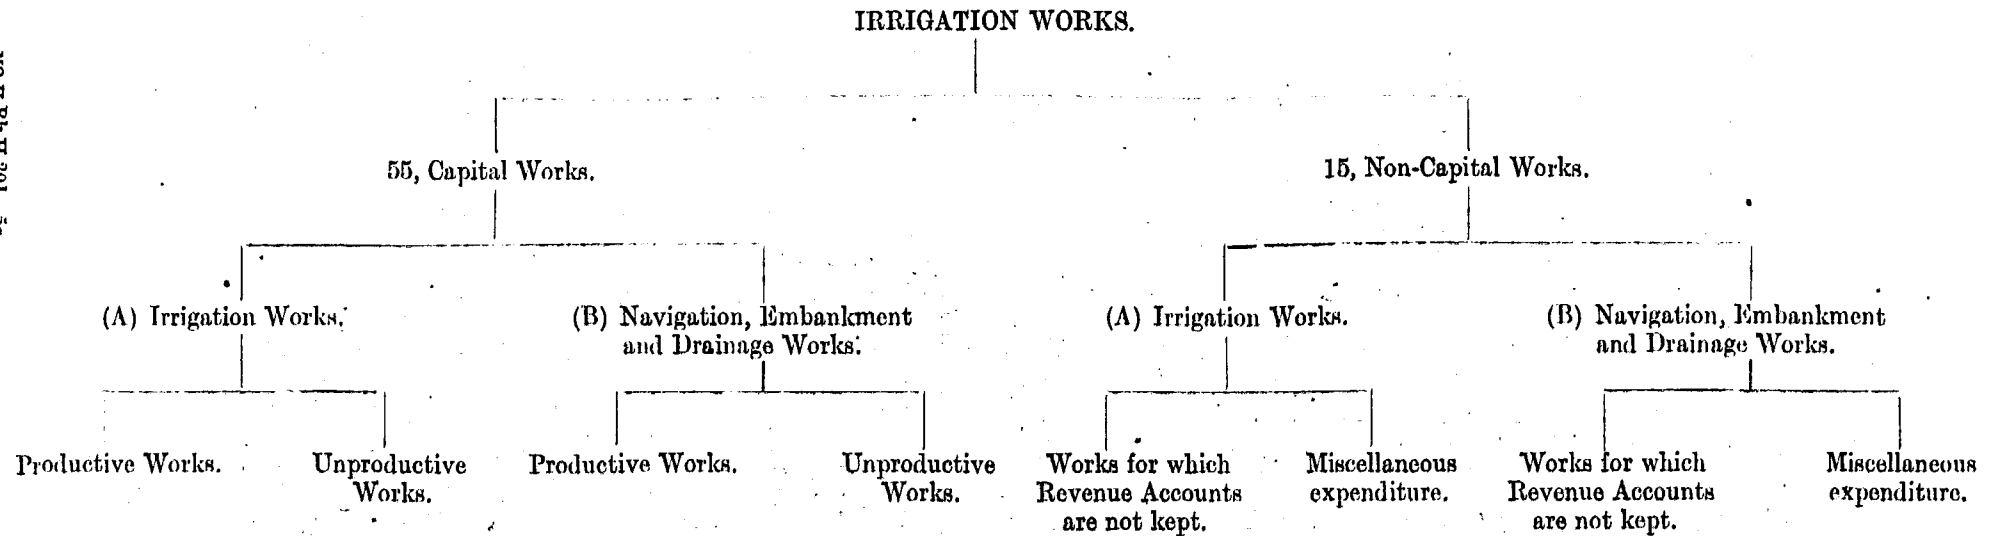 IRRIGATION WORKS.
55, Capital Works.
15, Non-Capital Works.
(A) Irrigation Works.
(B) Navigation, Embankment
and Drainage Works.
(A) Irrigation Works.
(B) Navigation, Embankment
and Drainage Works.
Productive Works.
Unproductive
Works.
Productive Works.
Unproductive
Works.
Works for which
Revenue Accounts
are not kept.
Miscellaneous
expenditure.
Works for which
Revenue Accounts
are not kept.
Miscellaneous
expenditure.